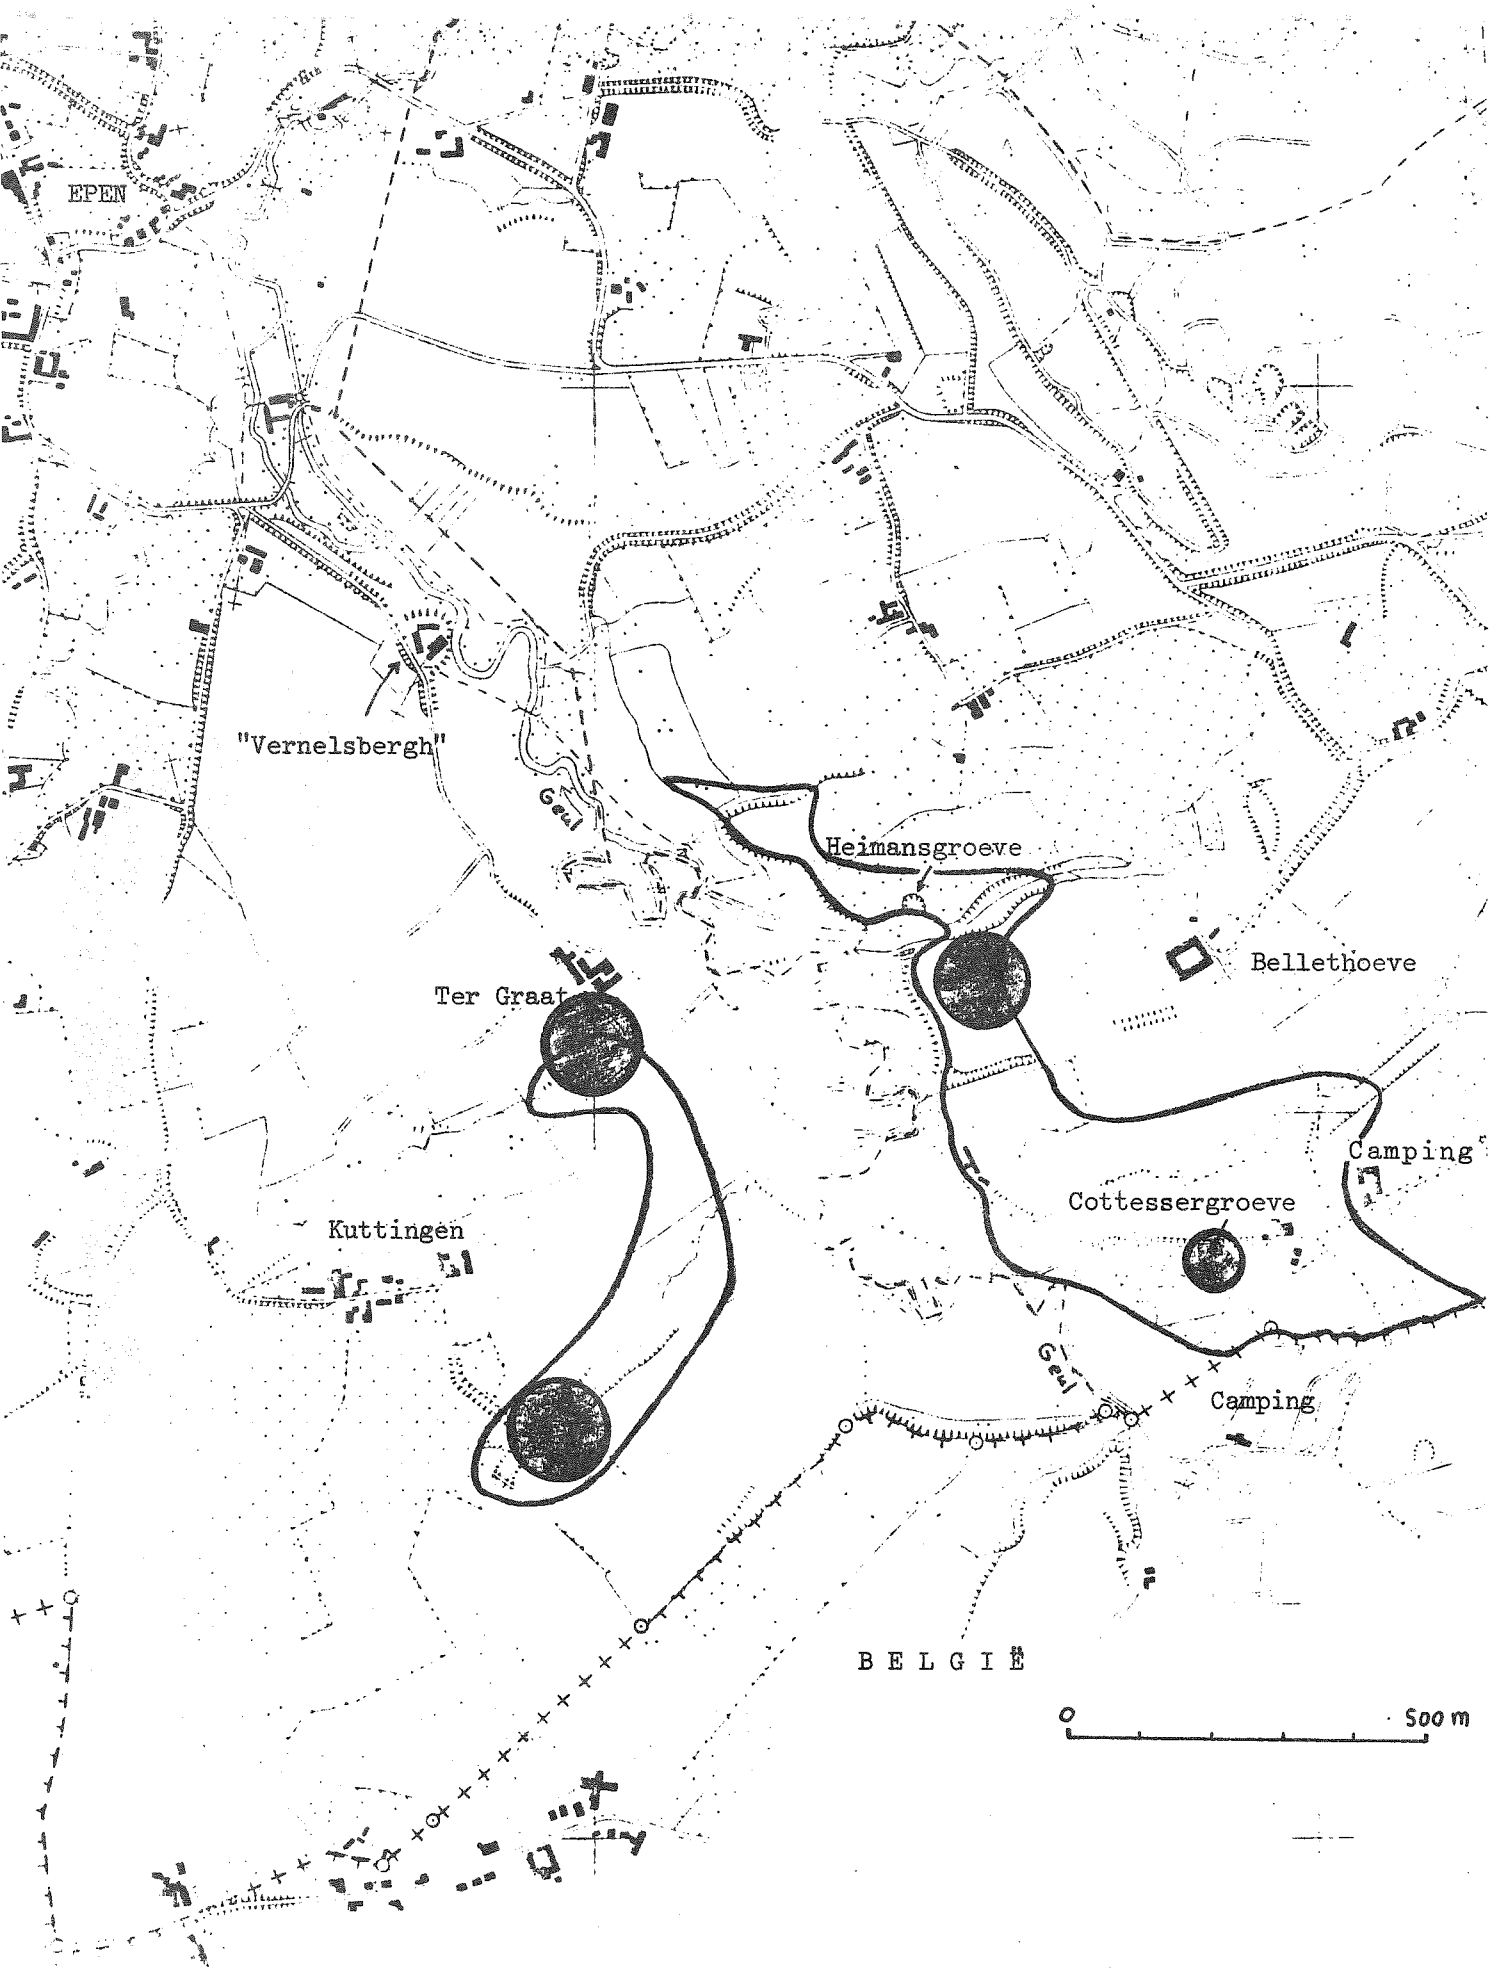 EPEN
"Vernelsbergh"
Geul
Heimansgroeve
Bellethoeve
Ter Graat
Camping
Cottessergroeve
Kuttingen
Geul
Camping
BELGIË
0 500 m